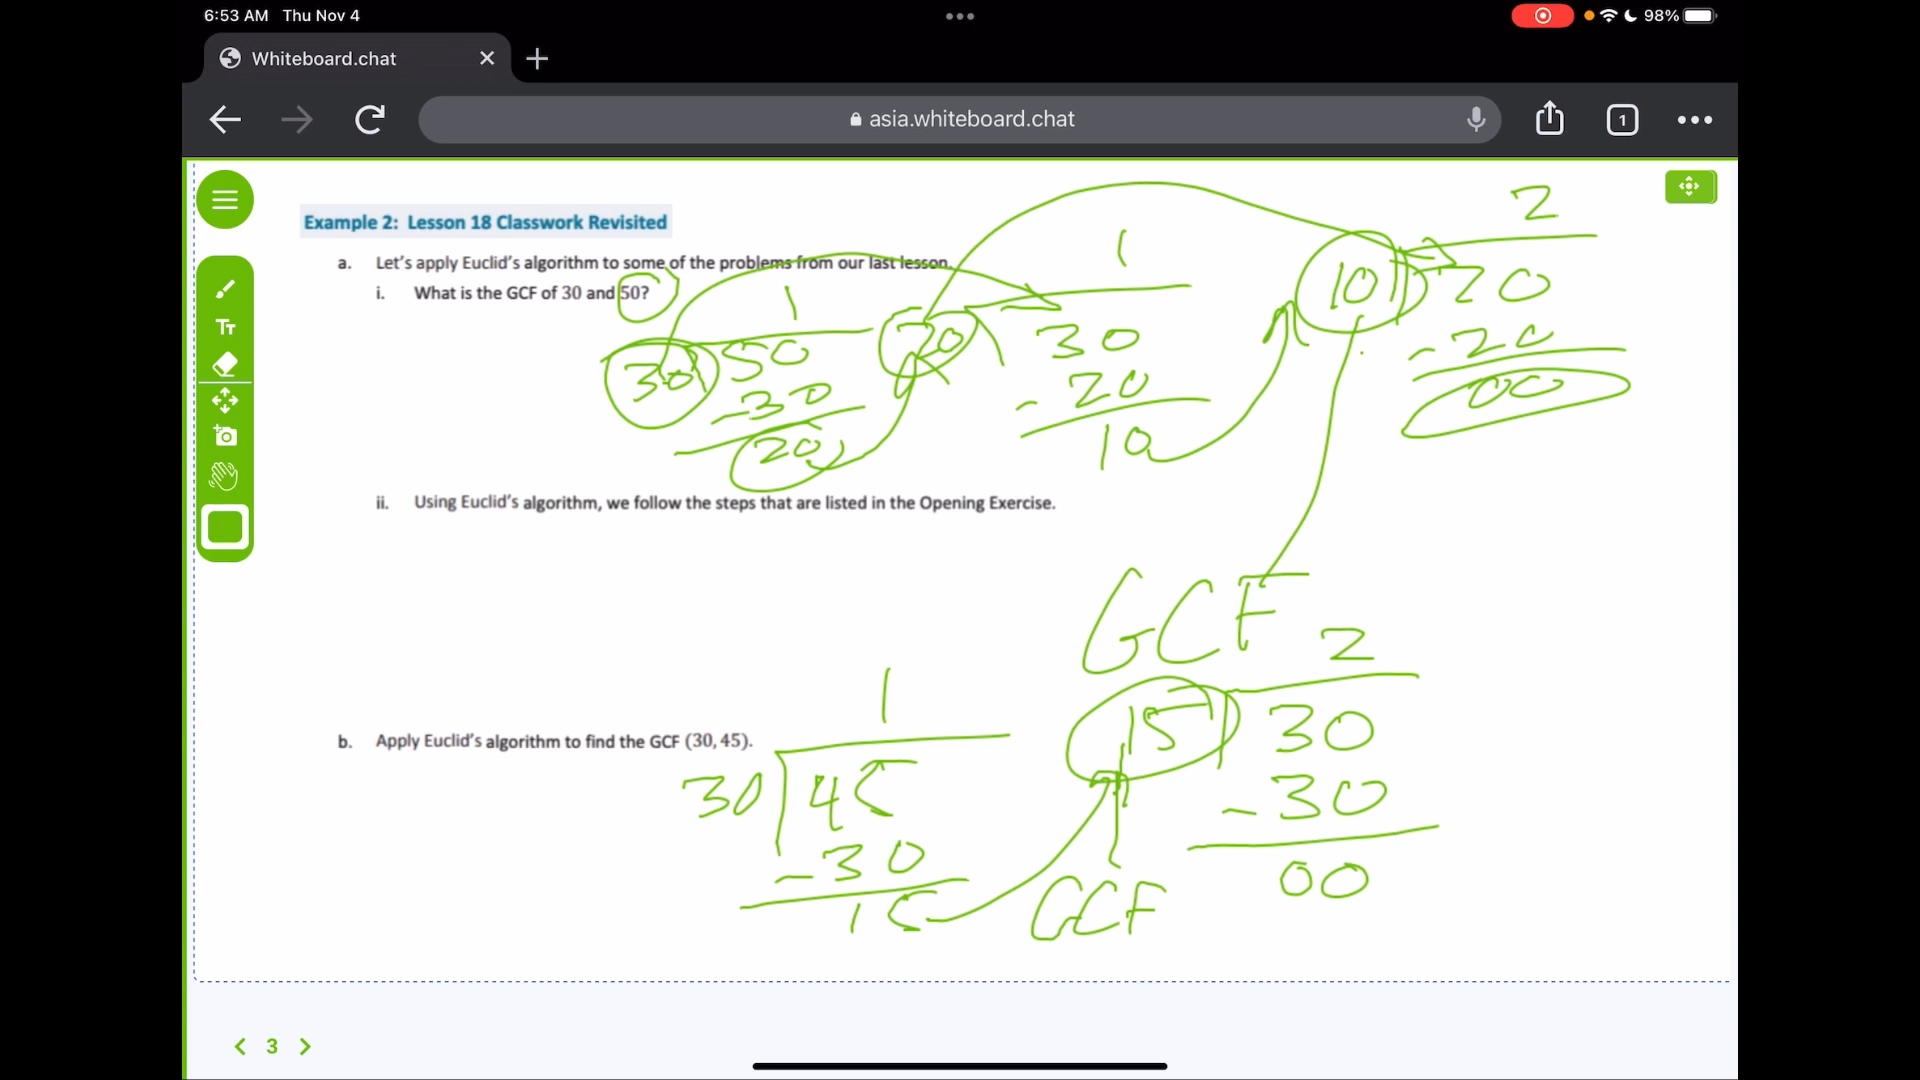 6:53 AM Thu Nov 4
98%
Whiteboard.chat
asia.whiteboard.chat
1
Example 2: Lesson 18 Classwork Revisited
a. Let's apply Euclid's algorithm to some of the problems from our last lesson.
i. What is the GCF of 30 and 50?
1
30 50
-30
20
1
20 30
-20
10
2
10 20
-20
00
ii. Using Euclid's algorithm, we follow the steps that are listed in the Opening Exercise.
GCF
b. Apply Euclid's algorithm to find the GCF (30, 45).
1
30 45
-30
15
2
15 30
-30
00
GCF
Tт
3